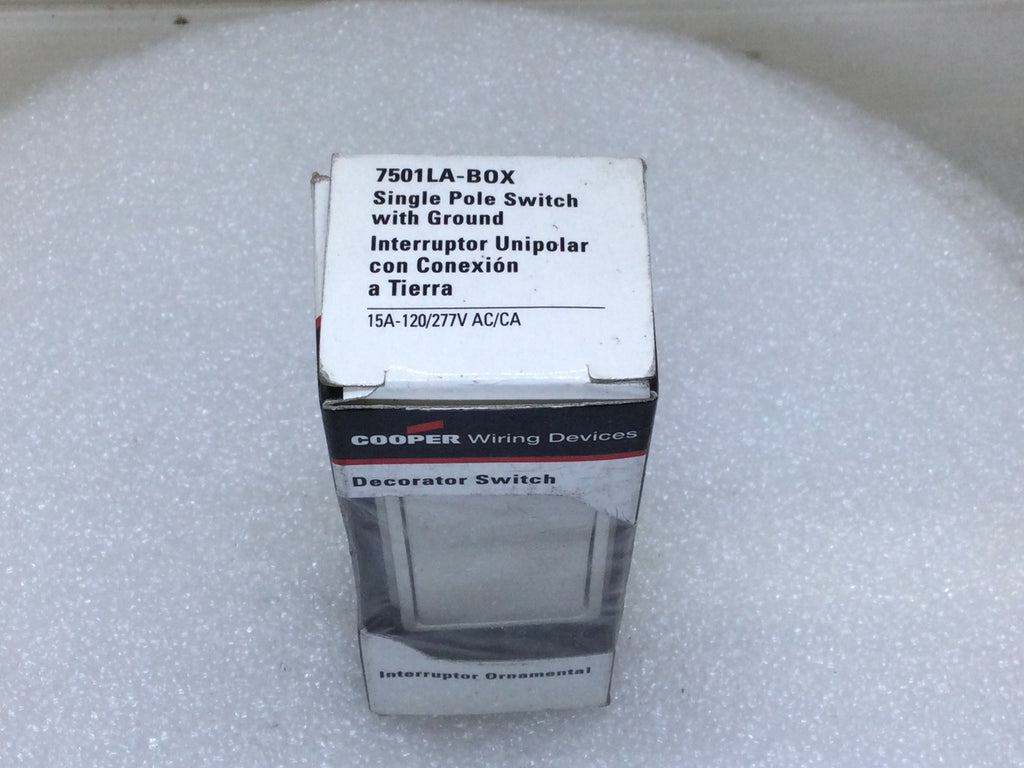 7501LA-BOX
Single Pole Switch
with Ground
Interruptor Unipolar
con Conexión
a Tierra
15A-120/277V AC/CA
COOPER Wiring Devices
Decorator Switch
Interruptor Ornamental